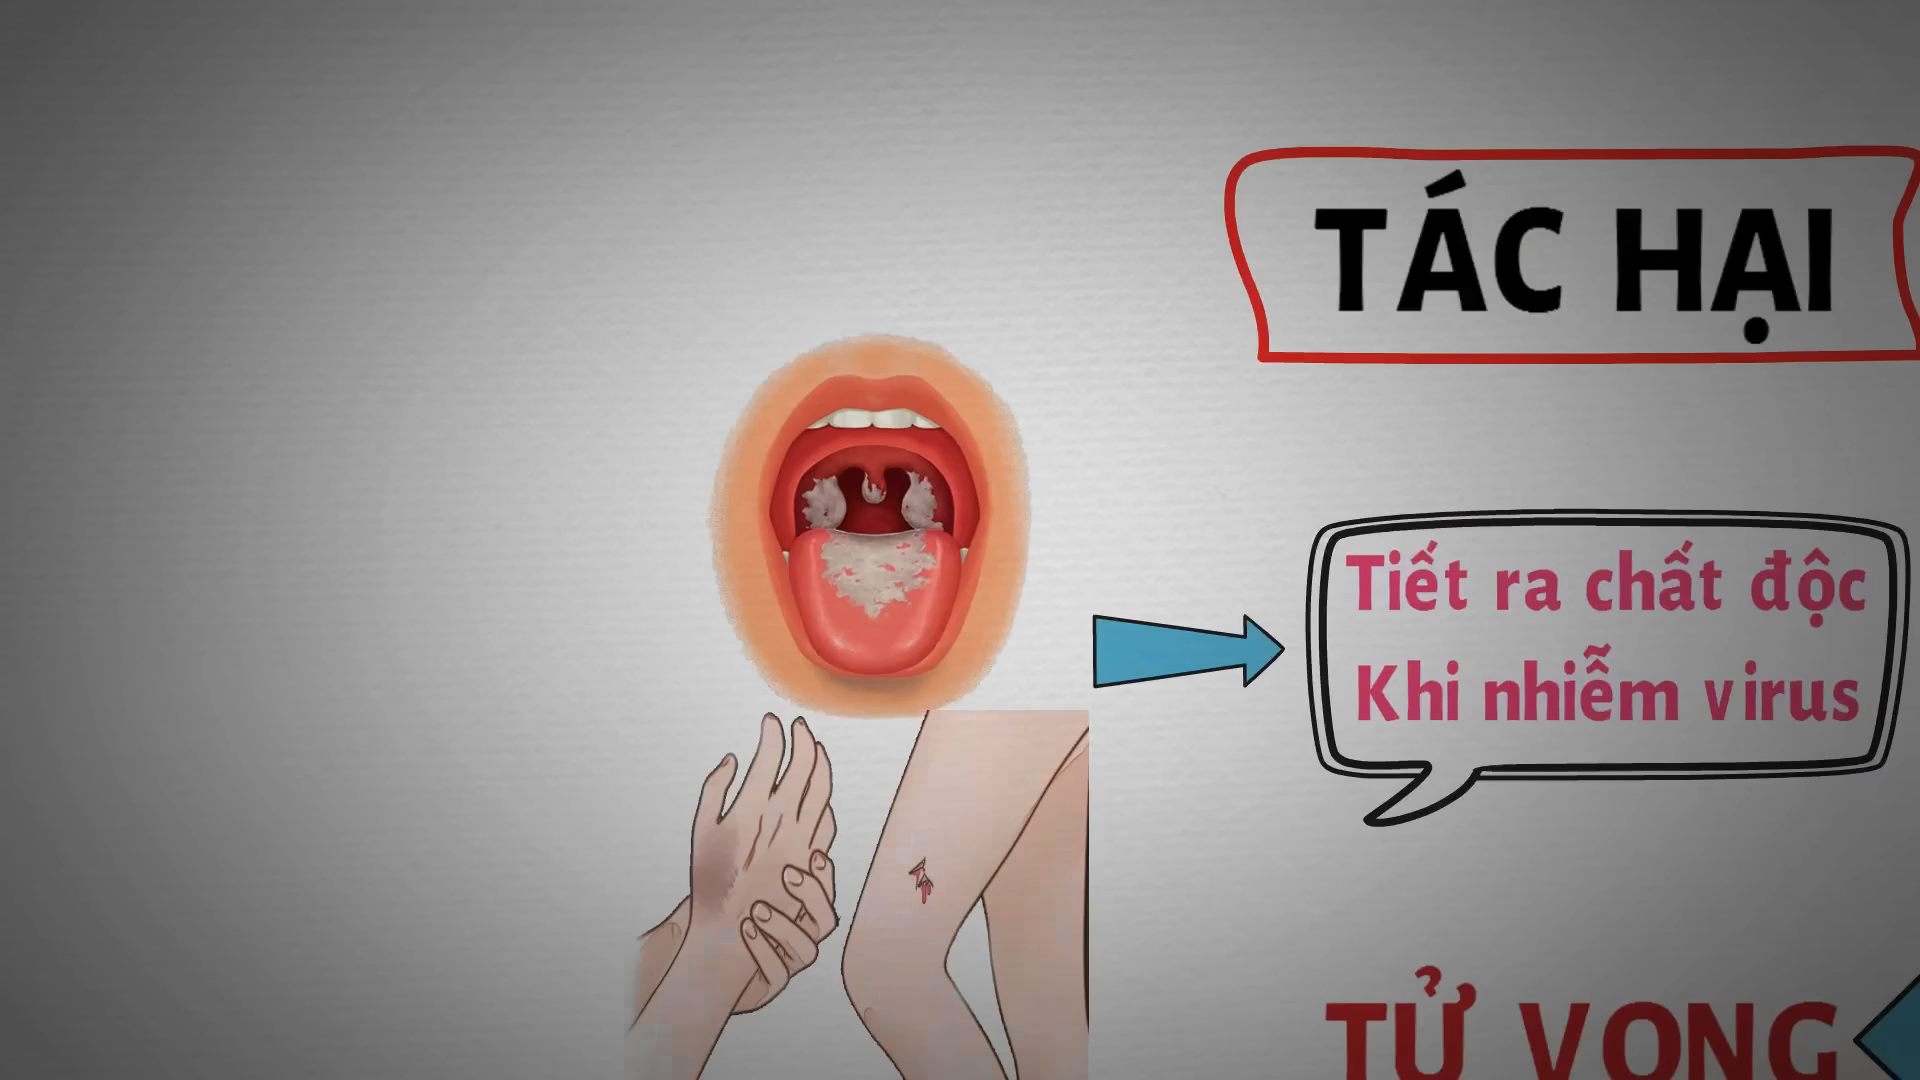 TÁC HẠI
Tiết ra chất độc
Khi nhiễm virus
TỬ VONG